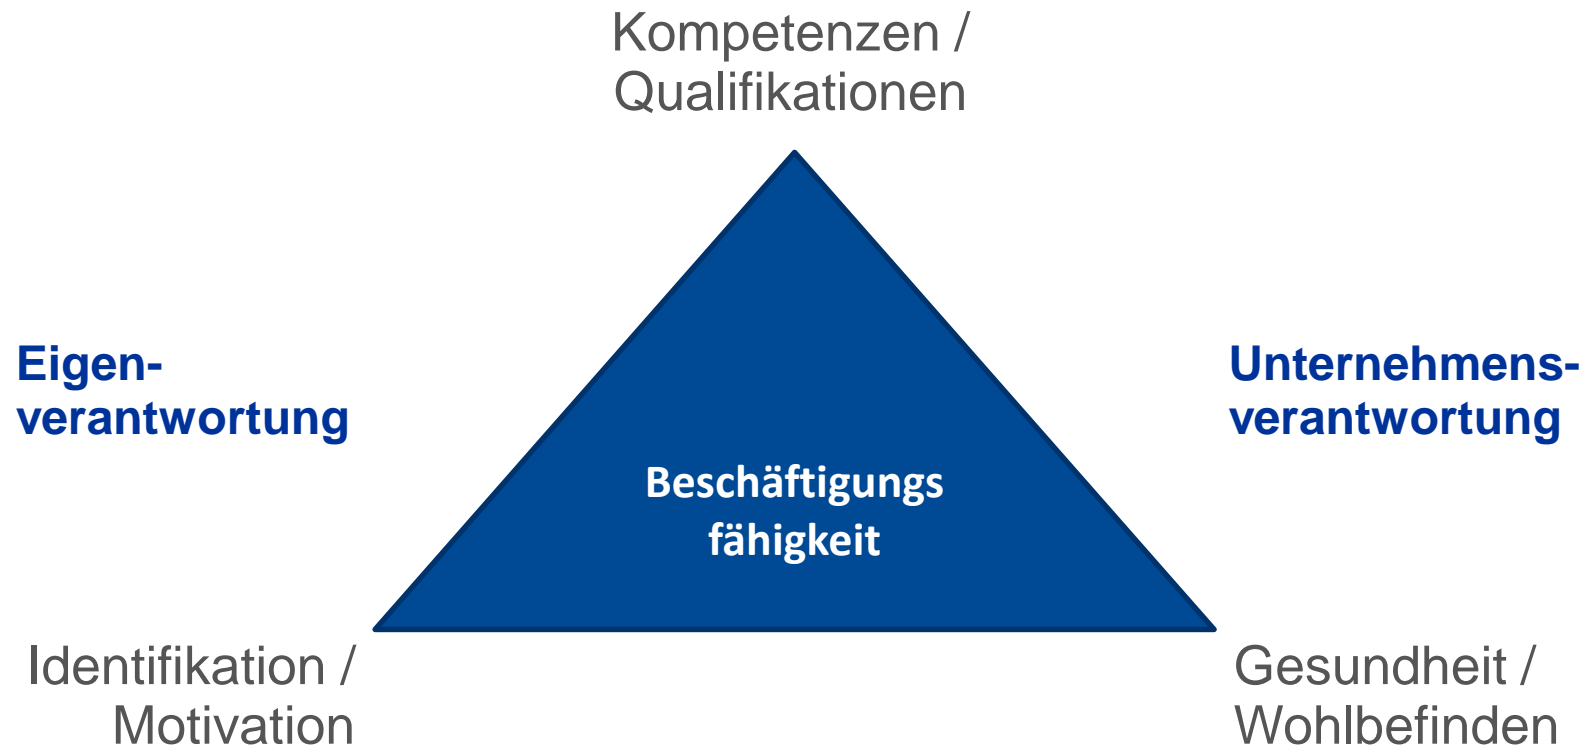 Kompetenzen /
Qualifikationen
Eigen-
verantwortung
Unternehmens-
verantwortung
Beschäftigungs
fähigkeit
Identifikation /
Motivation
Gesundheit /
Wohlbefinden